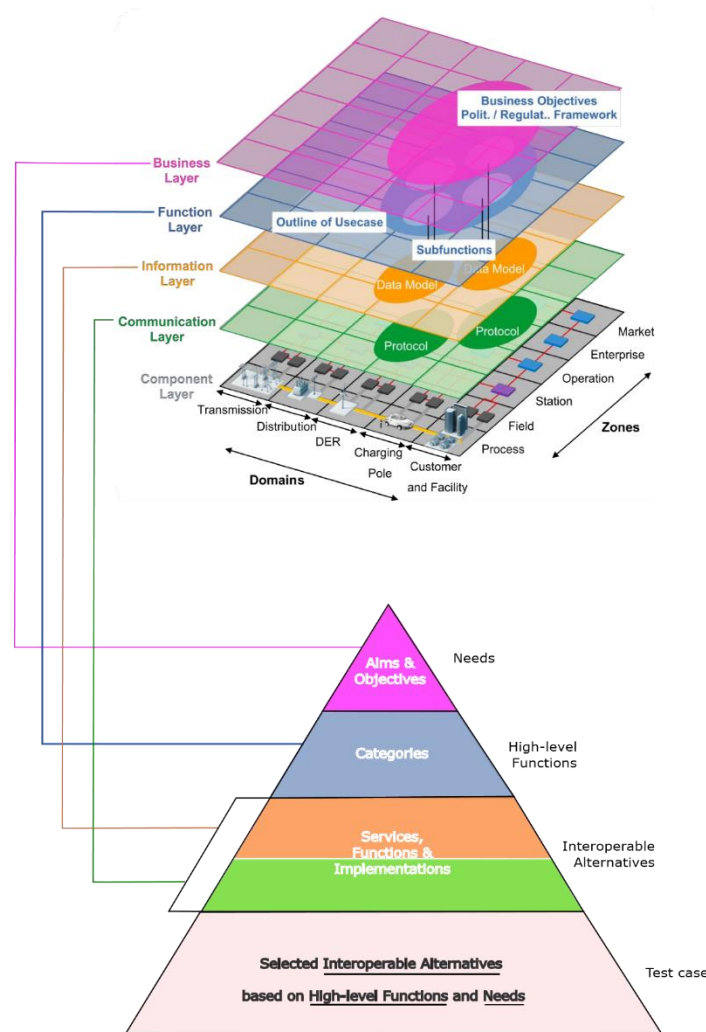 Business Objectives
Polit. / Regulat.. Framework
Business
Layer
Function
Layer
Outline of Usecase
Subfunctions
Information
Layer
Data Model
Data Model
Communication
Layer
Protocol
Protocol
Component
Layer
Market
Enterprise
Operation
Station
Field
Process
Zones
Transmission
Distribution
DER
Charging
Pole
Customer
and Facility
Domains
Aims &
Objectives
Needs
Categories
High-level
Functions
Services,
Functions &
Implementations
Interoperable
Alternatives
Selected Interoperable Alternatives
based on High-level Functions and Needs
Test case